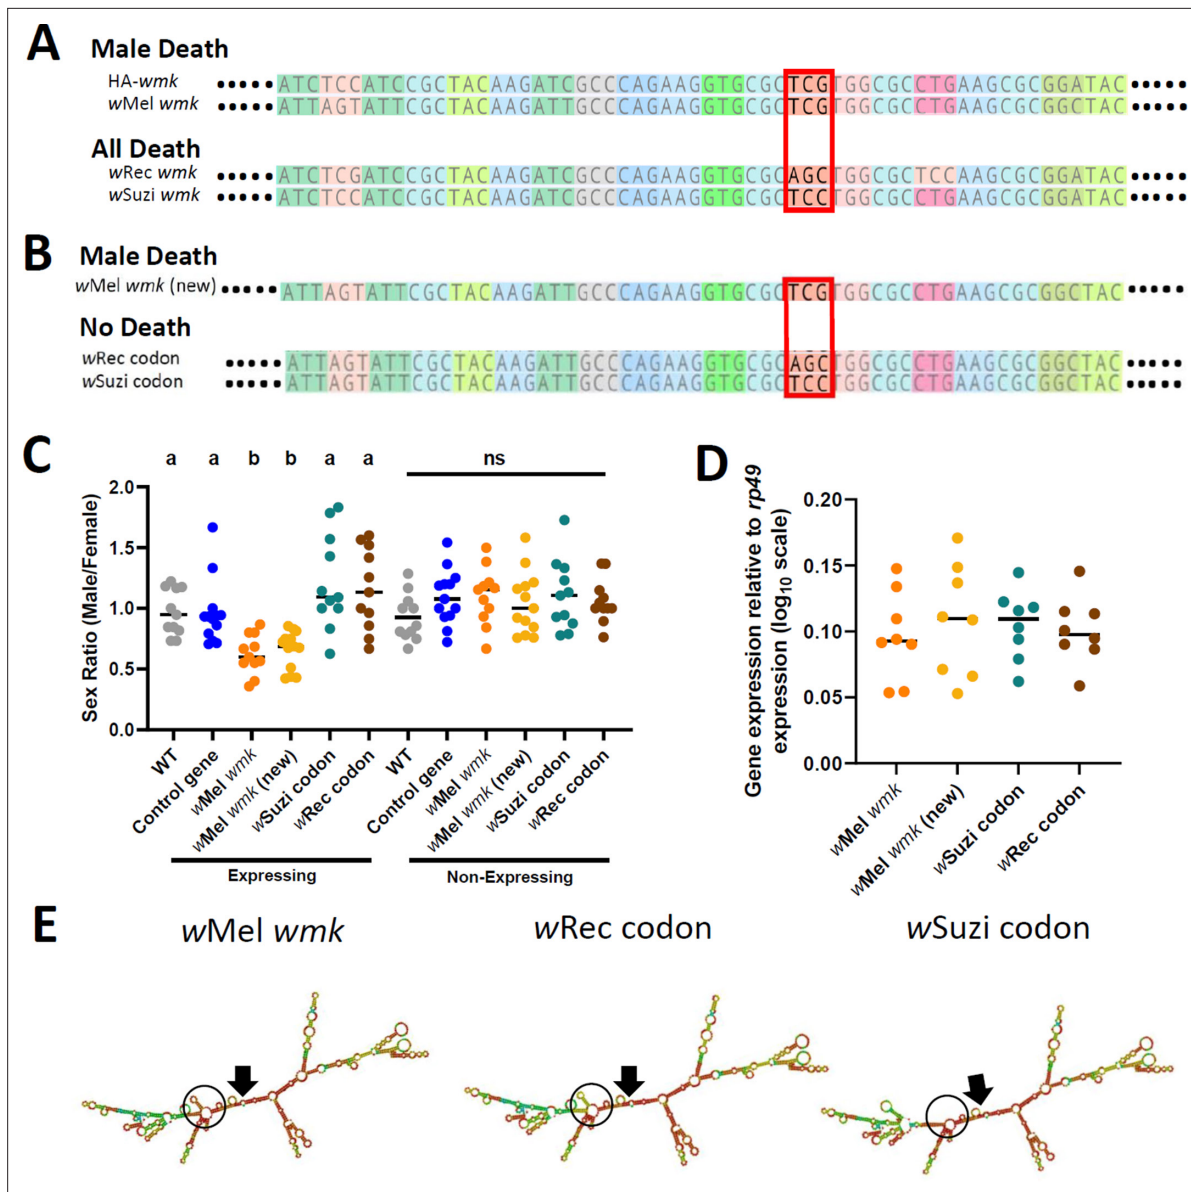 A
Male Death
HA-wmk ••••• ATCTCCATCCGCTACAAGATCGCCCAGAAGGTGCGCTCGTGGCGCCTGAAGCGCGGATAC •••••
wMel wmk ••••• ATTAGTATTCGCTACAAGATTGCCCAGAAGGTGCGCTCGTGGCGCCTGAAGCGCGGCTAC •••••
All Death
wRec wmk ••••• ATCTCGATCCGCTACAAGATCGCCCAGAAGGTGCGCAGCTGGCGCTCCAAGCGCGGATAC •••••
wSuzi wmk ••••• ATCTCCATCCGCTACAAGATCGCCCAGAAGGTGCGCTCCTGGCGCCTGAAGCGCGGATAC •••••
B
Male Death
wMel wmk (new) ••••• ATTAGTATTCGCTACAAGATTGCCCAGAAGGTGCGCTCGTGGCGCCTGAAGCGCGGCTAC •••••
No Death
wRec codon ••••• ATTAGTATTCGCTACAAGATTGCCCAGAAGGTGCGCAGCTGGCGCCTGAAGCGCGGCTAC •••••
wSuzi codon ••••• ATTAGTATTCGCTACAAGATTGCCCAGAAGGTGCGCTCCTGGCGCCTGAAGCGCGGCTAC •••••
C
a a b b a a ns
Sex Ratio (Male/Female)
2.0
1.5
1.0
0.5
0.0
WT
Control gene
wMel wmk
wMel wmk (new)
wSuzi codon
wRec codon
WT
Control gene
wMel wmk
wMel wmk (new)
wSuzi codon
wRec codon
Expressing
Non-Expressing
D
Gene expression relative to rp49
expression (log10 scale)
0.20
0.15
0.10
0.05
0.00
wMel wmk
wMel wmk (new)
wSuzi codon
wRec codon
E
wMel wmk
wRec codon
wSuzi codon